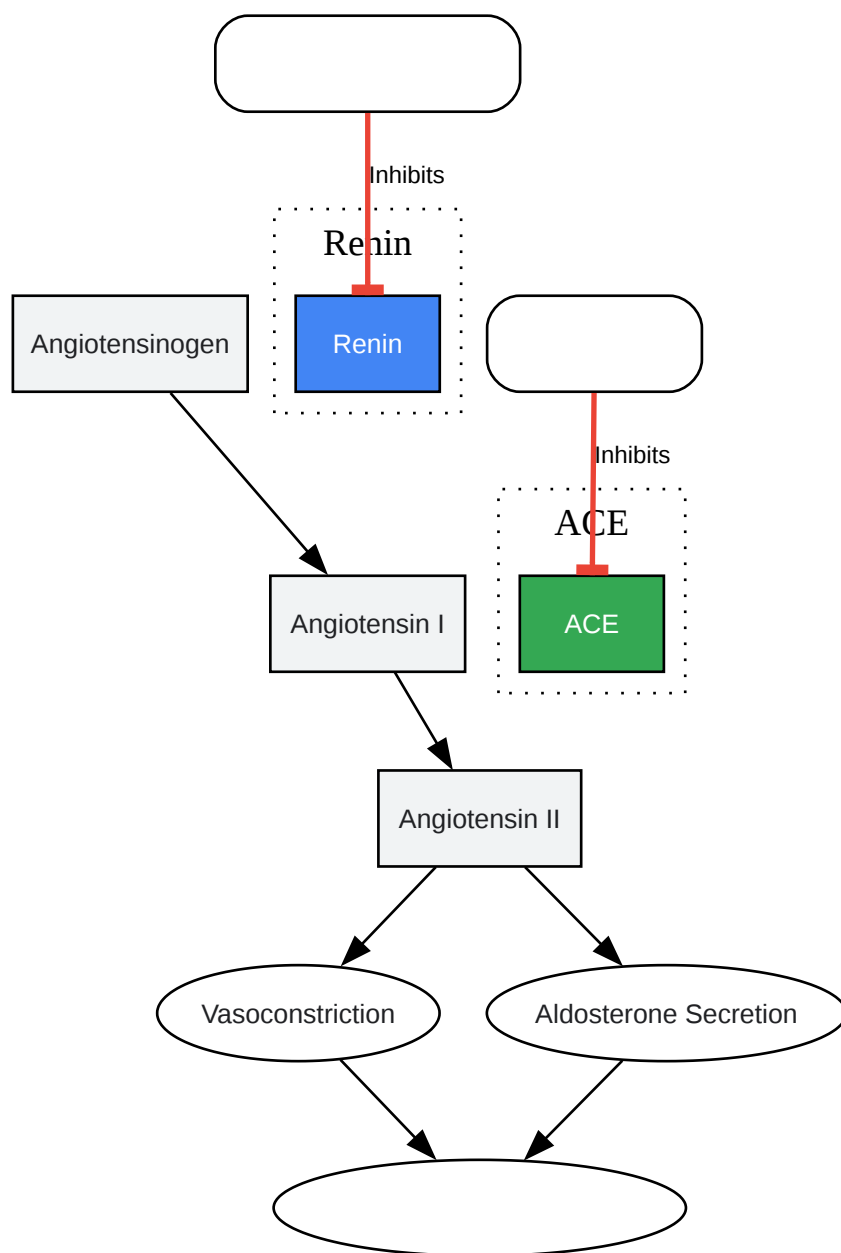 Inhibits
Renin
Angiotensinogen
Renin
Inhibits
ACE
Angiotensin I
ACE
Angiotensin II
Vasoconstriction
Aldosterone Secretion